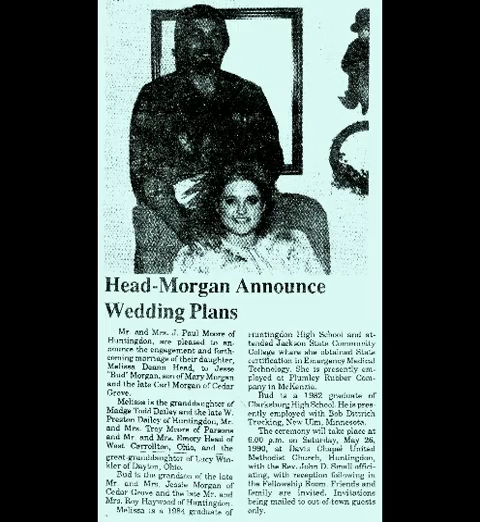 Head-Morgan Announce
Wedding Plans
Mr. and Mrs. J. Paul Moore of
Huntingdon, are pleased to an-
nounce the engagement and forth-
coming marriage of their daughter,
Melissa Deann Head, to Jesse
"Bud" Morgan, son of Mary Morgan
and the late Carl Morgan of Cedar
Grove.
Melissa is the granddaughter of
Madge Todd Dailey and the late W.
Preston Dailey of Huntingdon, Mr.
and Mrs. Troy Moore of Parsons
and Mr. and Mrs. Emory Head of
West Carrollton, Ohio, and the
great-granddaughter of Lucy Win-
kler of Dayton, Ohio.
Bud is the grandson of the late
Mr. and Mrs. Jessie Morgan of
Cedar Grove and the late Mr. and
Mrs. Roy Haywood of Huntingdon.
Melissa is a 1984 graduate of
Huntingdon High School and at-
tended Jackson State Community
College where she obtained State
certification in Emergency Medical
Technology. She is presently em-
ployed at Plumley Rubber Com-
pany in McKenzie.
Bud is a 1982 graduate of
Clarksburg High School. He is pres-
ently employed with Bob Dittrich
Trucking, New Ulm, Minnesota.
The ceremony will take place at
6:00 p.m. on Saturday, May 26,
1990, at Davis Chapel United
Methodist Church, Huntingdon,
with the Rev. John D. Small offici-
ating, with reception following in
the Fellowship Room. Friends and
family are invited. Invitations
being mailed to out-of-town guests
only.